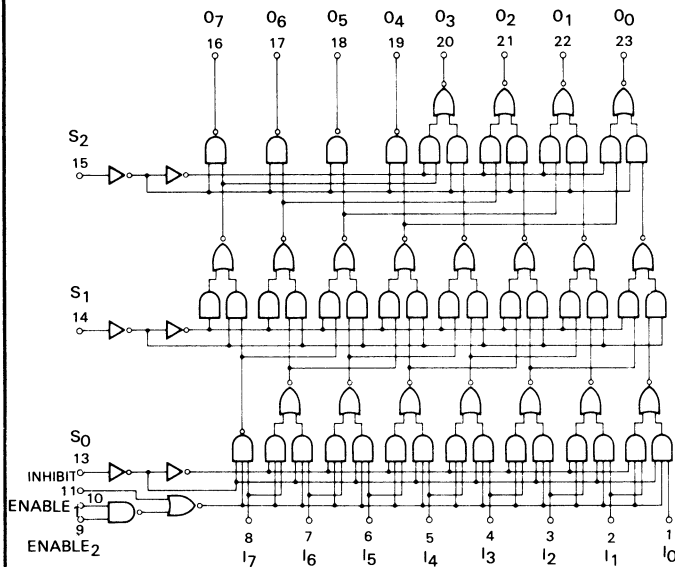 O7 O6 O5 O4 O3 O2 O1 O0
16 17 18 19 20 21 22 23
S2
15
S1
14
S0
13
INHIBIT
11
10
ENABLE1
9
ENABLE2
8 7 6 5 4 3 2 1
I7 I6 I5 I4 I3 I2 I1 I0